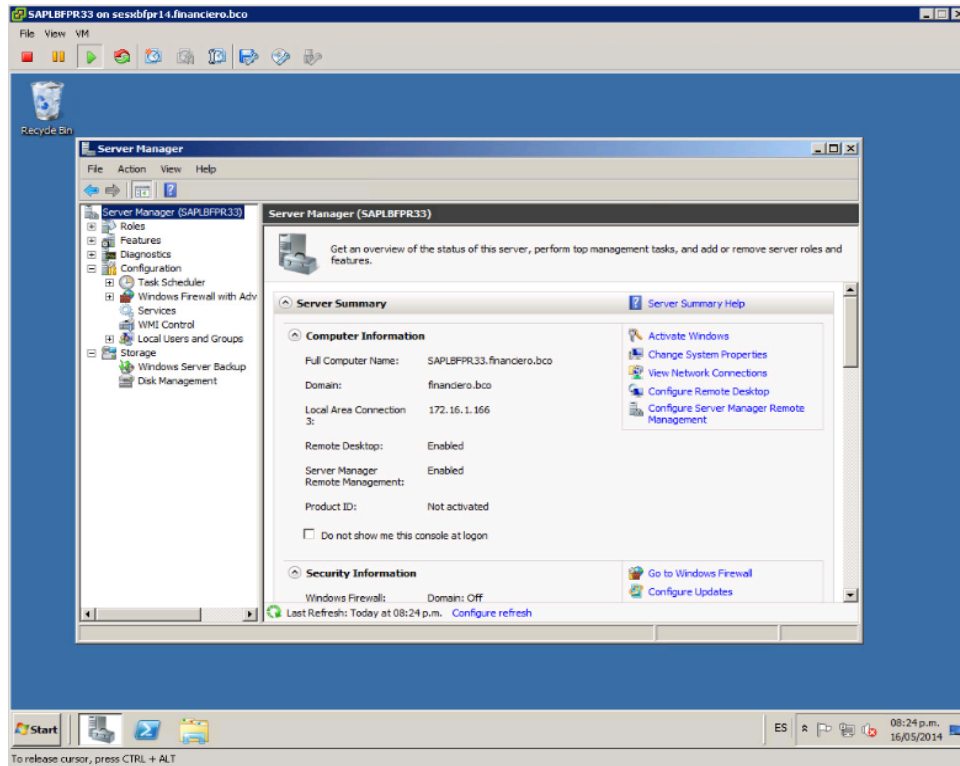 SAPLBFPR33 on sesxbfpr14.financiero.bco
File View VM
Recycle Bin
Server Manager
File Action View Help
Server Manager (SAPLBFPR33)
Roles
Features
Diagnostics
Configuration
Task Scheduler
Windows Firewall with Adv
Services
WMI Control
Local Users and Groups
Storage
Windows Server Backup
Disk Management
Server Manager (SAPLBFPR33)
Get an overview of the status of this server, perform top management tasks, and add or remove server roles and
features.
Server Summary
Server Summary Help
Computer Information
Full Computer Name: SAPLBFPR33.financiero.bco
Domain: financiero.bco
Local Area Connection 172.16.1.166
3:
Remote Desktop: Enabled
Server Manager Enabled
Remote Management:
Product ID: Not activated
Do not show me this console at logon
Activate Windows
Change System Properties
View Network Connections
Configure Remote Desktop
Configure Server Manager Remote
Management
Security Information
Windows Firewall: Domain: Off
Go to Windows Firewall
Configure Updates
Last Refresh: Today at 08:24 p.m. Configure refresh
Start
ES
08:24 p.m.
16/05/2014
To release cursor, press CTRL + ALT